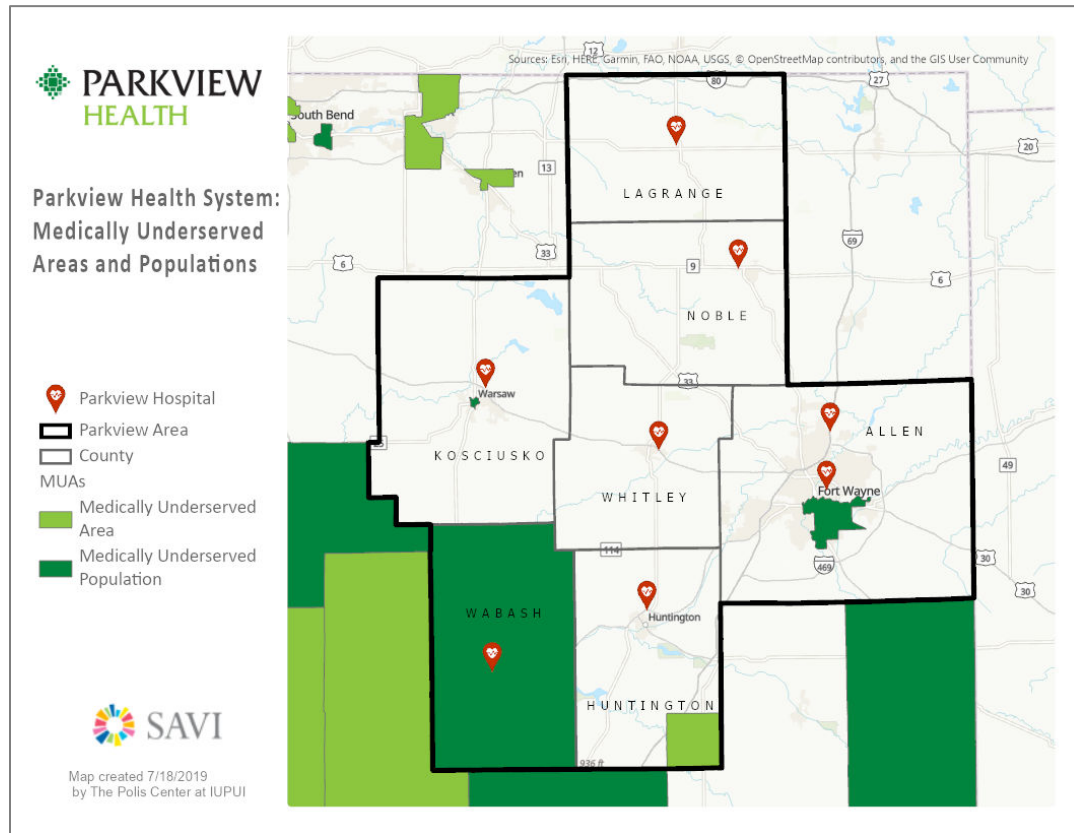 PARKVIEW
HEALTH
Parkview Health System:
Medically Underserved
Areas and Populations
Parkview Hospital
Parkview Area
County
MUAs
Medically Underserved
Area
Medically Underserved
Population
SAVI
Map created 7/18/2019
by The Polis Center at IUPUI
Sources: Esri, HERE, Garmin, FAO, NOAA, USGS, © OpenStreetMap contributors, and the GIS User Community
12
80
27
South Bend
20
13
LAGRANGE
69
33
6
9
6
NOBLE
33
Warsaw
ALLEN
KOSCIUSKO
49
WHITLEY
Fort Wayne
114
469
30
30
WABASH
Huntington
HUNTINGTON
936 ft